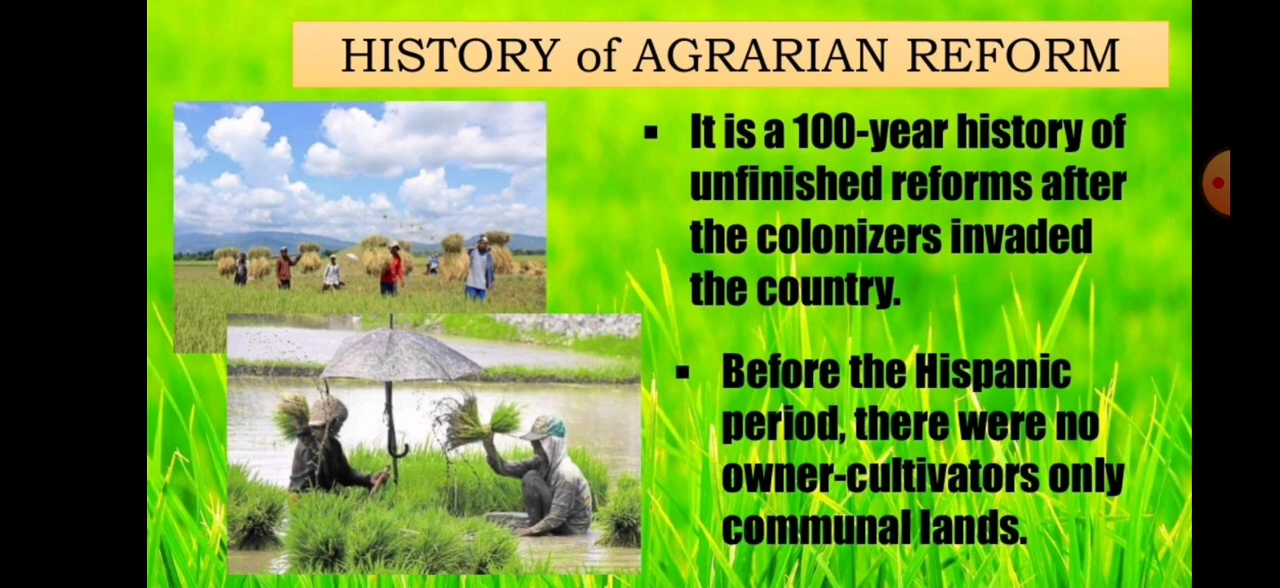 HISTORY of AGRARIAN REFORM
▪ It is a 100-year history of
unfinished reforms after
the colonizers invaded
the country.
▪ Before the Hispanic
period, there were no
owner-cultivators only
communal lands.